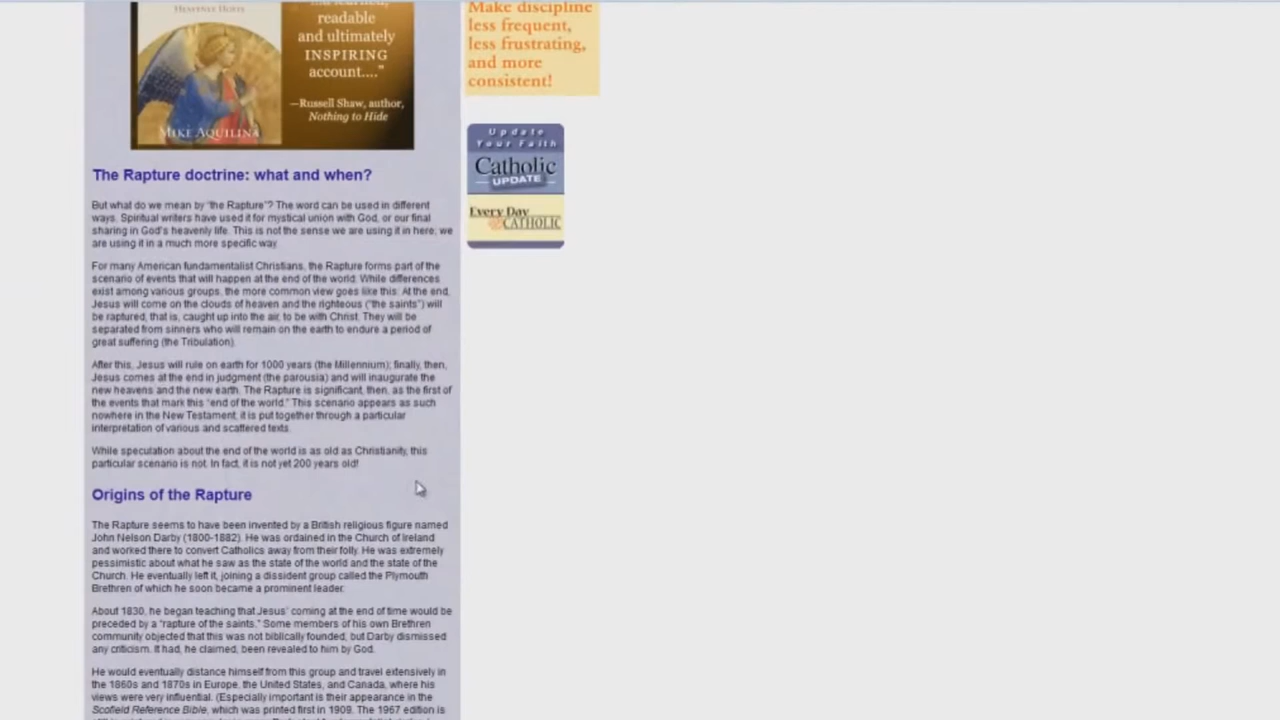 HEAVENLY HOSTS
readable
and ultimately
INSPIRING
account....”
—Russell Shaw, author,
Nothing to Hide
MIKE AQUILINA
Make discipline
less frequent,
less frustrating,
and more
consistent!
Update
Your Faith
Catholic
UPDATE
Every Day
CATHOLIC
The Rapture doctrine: what and when?
But what do we mean by “the Rapture”? The word can be used in different
ways. Spiritual writers have used it for mystical union with God, or our final
sharing in God's heavenly life. This is not the sense we are using it in here; we
are using it in a much more specific way.
For many American fundamentalist Christians, the Rapture forms part of the
scenario of events that will happen at the end of the world. While differences
exist among various groups, the more common view goes like this: At the end,
Jesus will come on the clouds of heaven and the righteous (“the saints”) will
be raptured, that is, caught up into the air, to be with Christ. They will be
separated from sinners who will remain on the earth to endure a period of
great suffering (the Tribulation).
After this, Jesus will rule on earth for 1000 years (the Millennium); finally, then,
Jesus comes at the end in judgment (the parousia) and will inaugurate the
new heavens and the new earth. The Rapture is significant, then, as the first of
the events that mark this “end of the world.” This scenario appears as such
nowhere in the New Testament; it is put together through a particular
interpretation of various and scattered texts.
While speculation about the end of the world is as old as Christianity, this
particular scenario is not. In fact, it is not yet 200 years old!
Origins of the Rapture
The Rapture seems to have been invented by a British religious figure named
John Nelson Darby (1800-1882). He was ordained in the Church of Ireland
and worked there to convert Catholics away from their folly. He was extremely
pessimistic about what he saw as the state of the world and the state of the
Church. He eventually left it, joining a dissident group called the Plymouth
Brethren of which he soon became a prominent leader.
About 1830, he began teaching that Jesus' coming at the end of time would be
preceded by a “rapture of the saints.” Some members of his own Brethren
community objected that this was not biblically founded, but Darby dismissed
any criticism. It had, he claimed, been revealed to him by God.
He would eventually distance himself from this group and travel extensively in
the 1860s and 1870s in Europe, the United States, and Canada, where his
views were very influential. (Especially important is their appearance in the
Scofield Reference Bible, which was printed first in 1909. The 1967 edition is